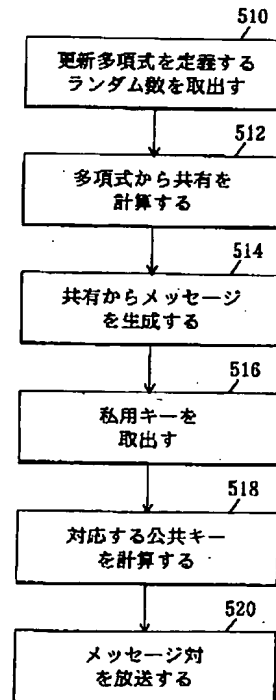 510
更新多項式を定義する
ランダム数を取出す
512
多項式から共有を
計算する
514
共有からメッセージ
を生成する
516
私用キーを
取出す
518
対応する公共キー
を計算する
520
メッセージ対
を放送する